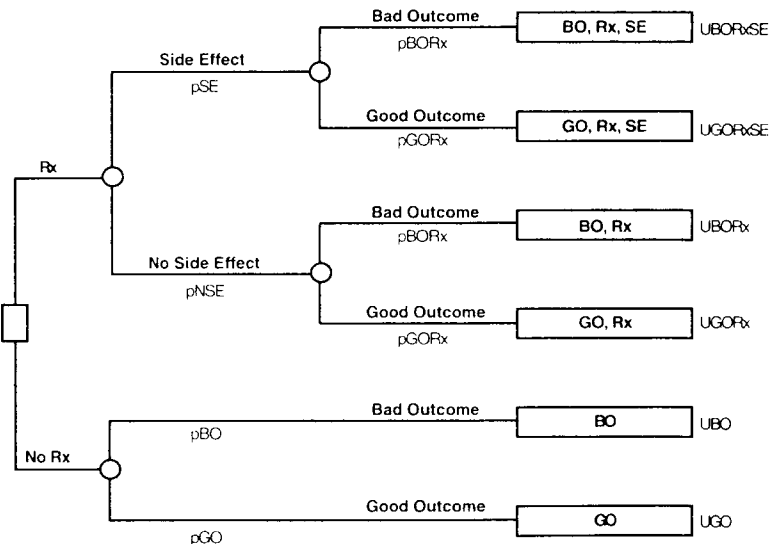 Bad Outcome
pBORx
BO, Rx, SE
UBORxSE
Side Effect
pSE
Good Outcome
pGORx
GO, Rx, SE
UGORxSE
Rx
Bad Outcome
pBORx
BO, Rx
UBORx
No Side Effect
pNSE
Good Outcome
pGORx
GO, Rx
UGORx
Bad Outcome
pBO
BO
UBO
No Rx
Good Outcome
pGO
GO
UGO